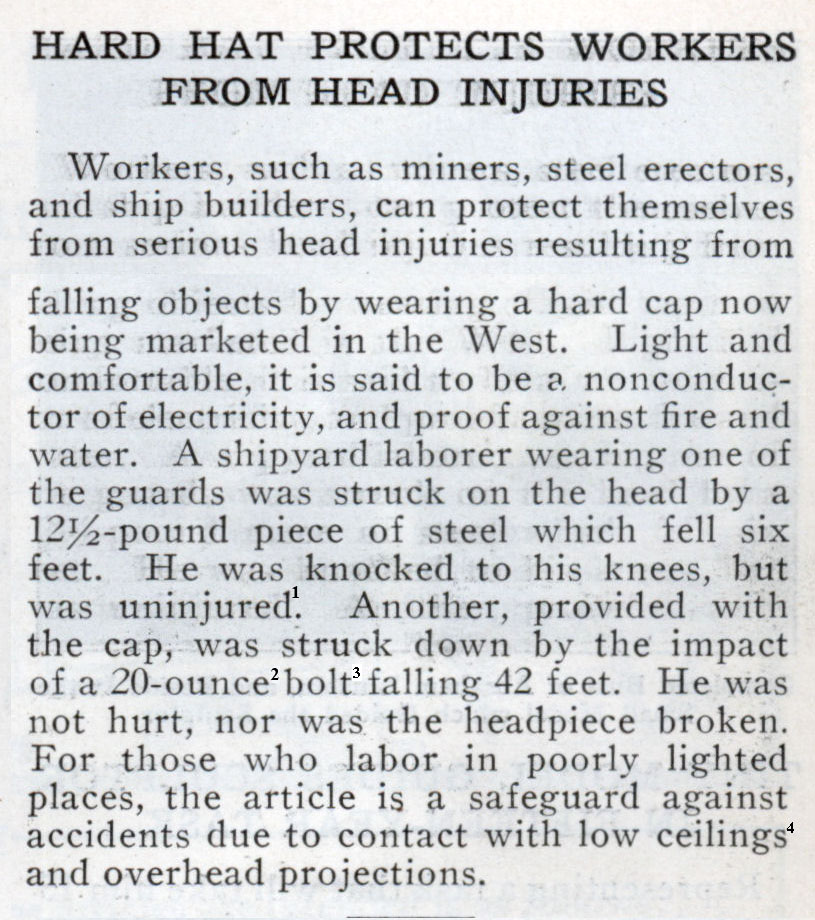 HARD HAT PROTECTS WORKERS
FROM HEAD INJURIES
Workers, such as miners, steel erectors,
and ship builders, can protect themselves
from serious head injuries resulting from
falling objects by wearing a hard cap now
being marketed in the West. Light and
comfortable, it is said to be a nonconduc-
tor of electricity, and proof against fire and
water. A shipyard laborer wearing one of
the guards was struck on the head by a
12½-pound piece of steel which fell six
feet. He was knocked to his knees, but
was uninjured.¹ Another, provided with
the cap, was struck down by the impact
of a 20-ounce² bolt³ falling 42 feet. He was
not hurt, nor was the headpiece broken.
For those who labor in poorly lighted
places, the article is a safeguard against
accidents due to contact with low ceilings⁴
and overhead projections.